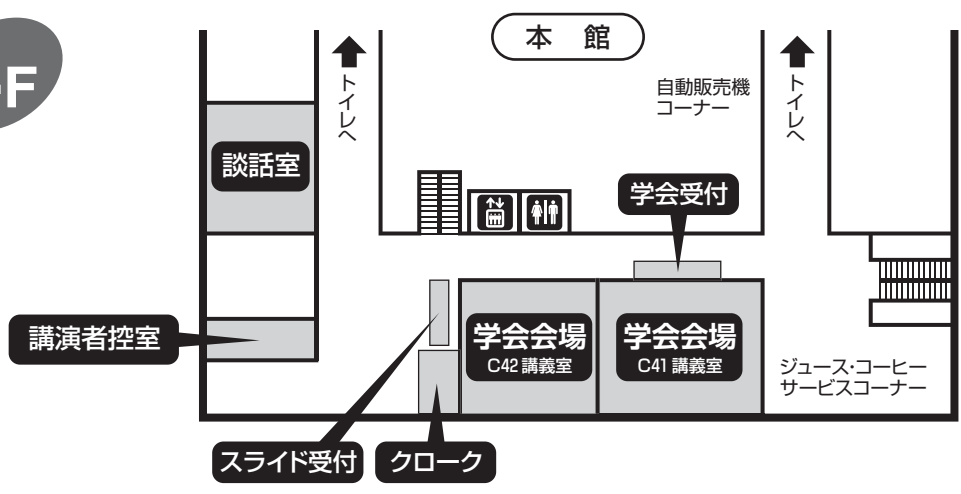 F
本 館
トイレへ
自動販売機
コーナー
トイレへ
談話室
学会受付
講演者控室
学会会場
C42 講義室
学会会場
C41 講義室
ジュース・コーヒー
サービスコーナー
スライド受付
クローク